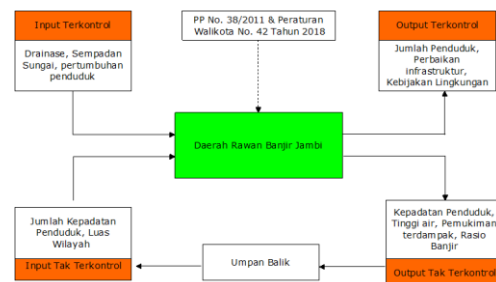 Input Terkontrol
Drainase, Sempadan
Sungai, pertumbuhan
penduduk
PP No. 38/2011 & Peraturan
Walikota No. 42 Tahun 2018
Output Terkontrol
Jumlah Penduduk,
Perbaikan
infrastruktur,
Kebijakan Lingkungan
Daerah Rawan Banjir Jambi
Jumlah Kepadatan
Penduduk, Luas
Wilayah
Input Tak Terkontrol
Umpan Balik
Kepadatan Penduduk,
Tinggi air, Pemukiman
terdampak, Rasio
Banjir
Output Tak Terkontrol